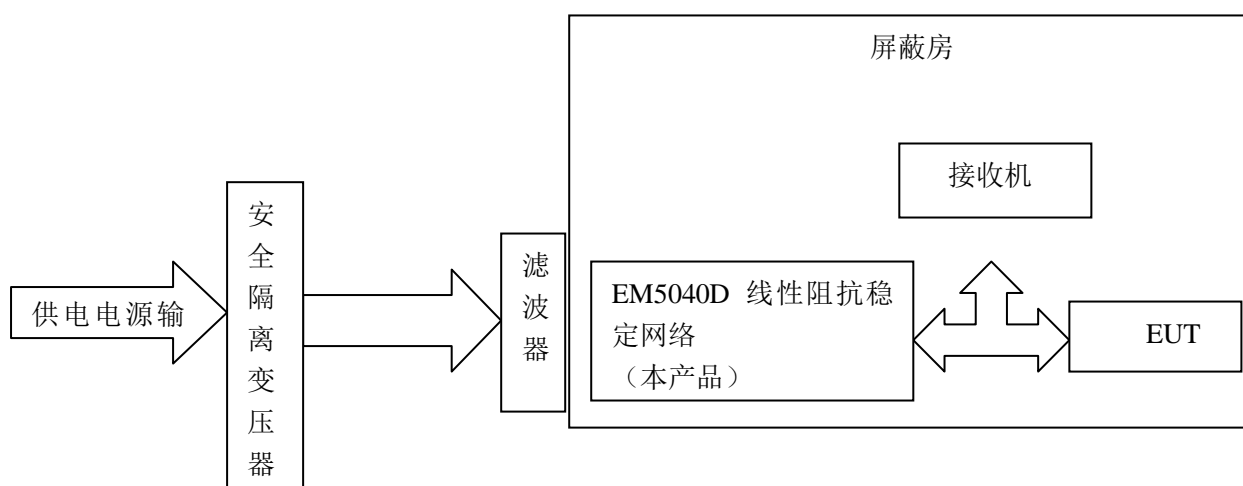 屏蔽房
接收机
安
全
隔
离
变
压
器
滤
波
器
供电电源输
EM5040D 线性阻抗稳
定网络
（本产品）
EUT